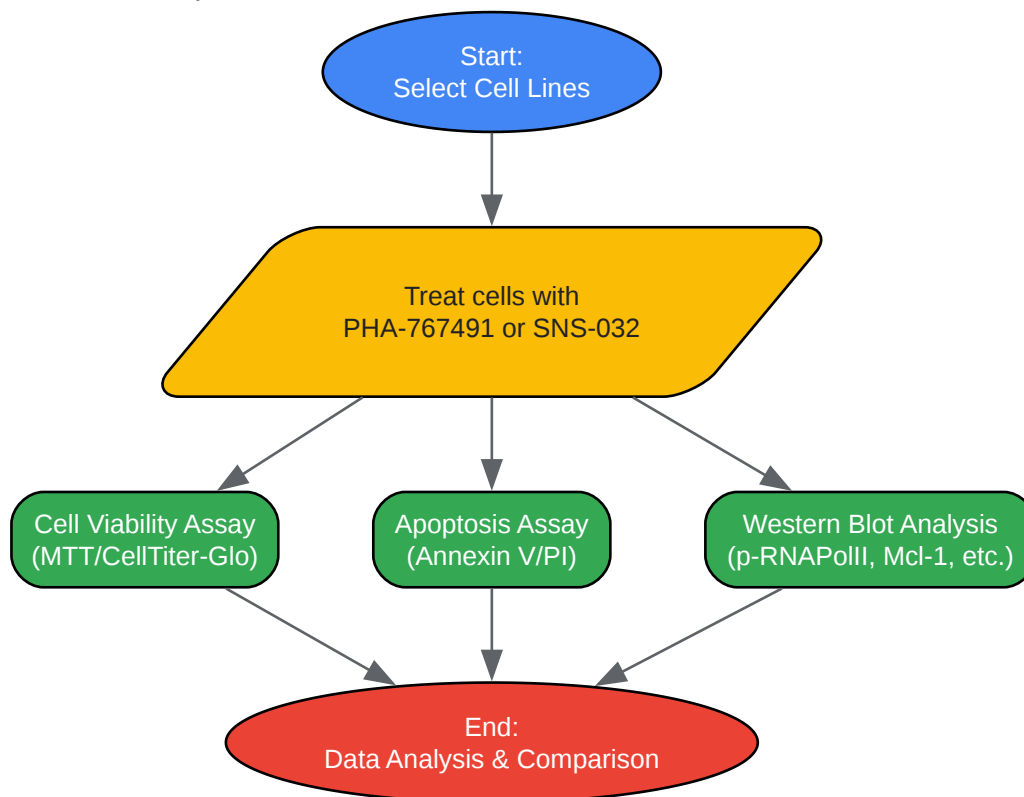 Start:
Select Cell Lines
Treat cells with
PHA-767491 or SNS-032
Cell Viability Assay
(MTT/CellTiter-Glo)
Apoptosis Assay
(Annexin V/PI)
Western Blot Analysis
(p-RNAPolII, Mcl-1, etc.)
End:
Data Analysis & Comparison